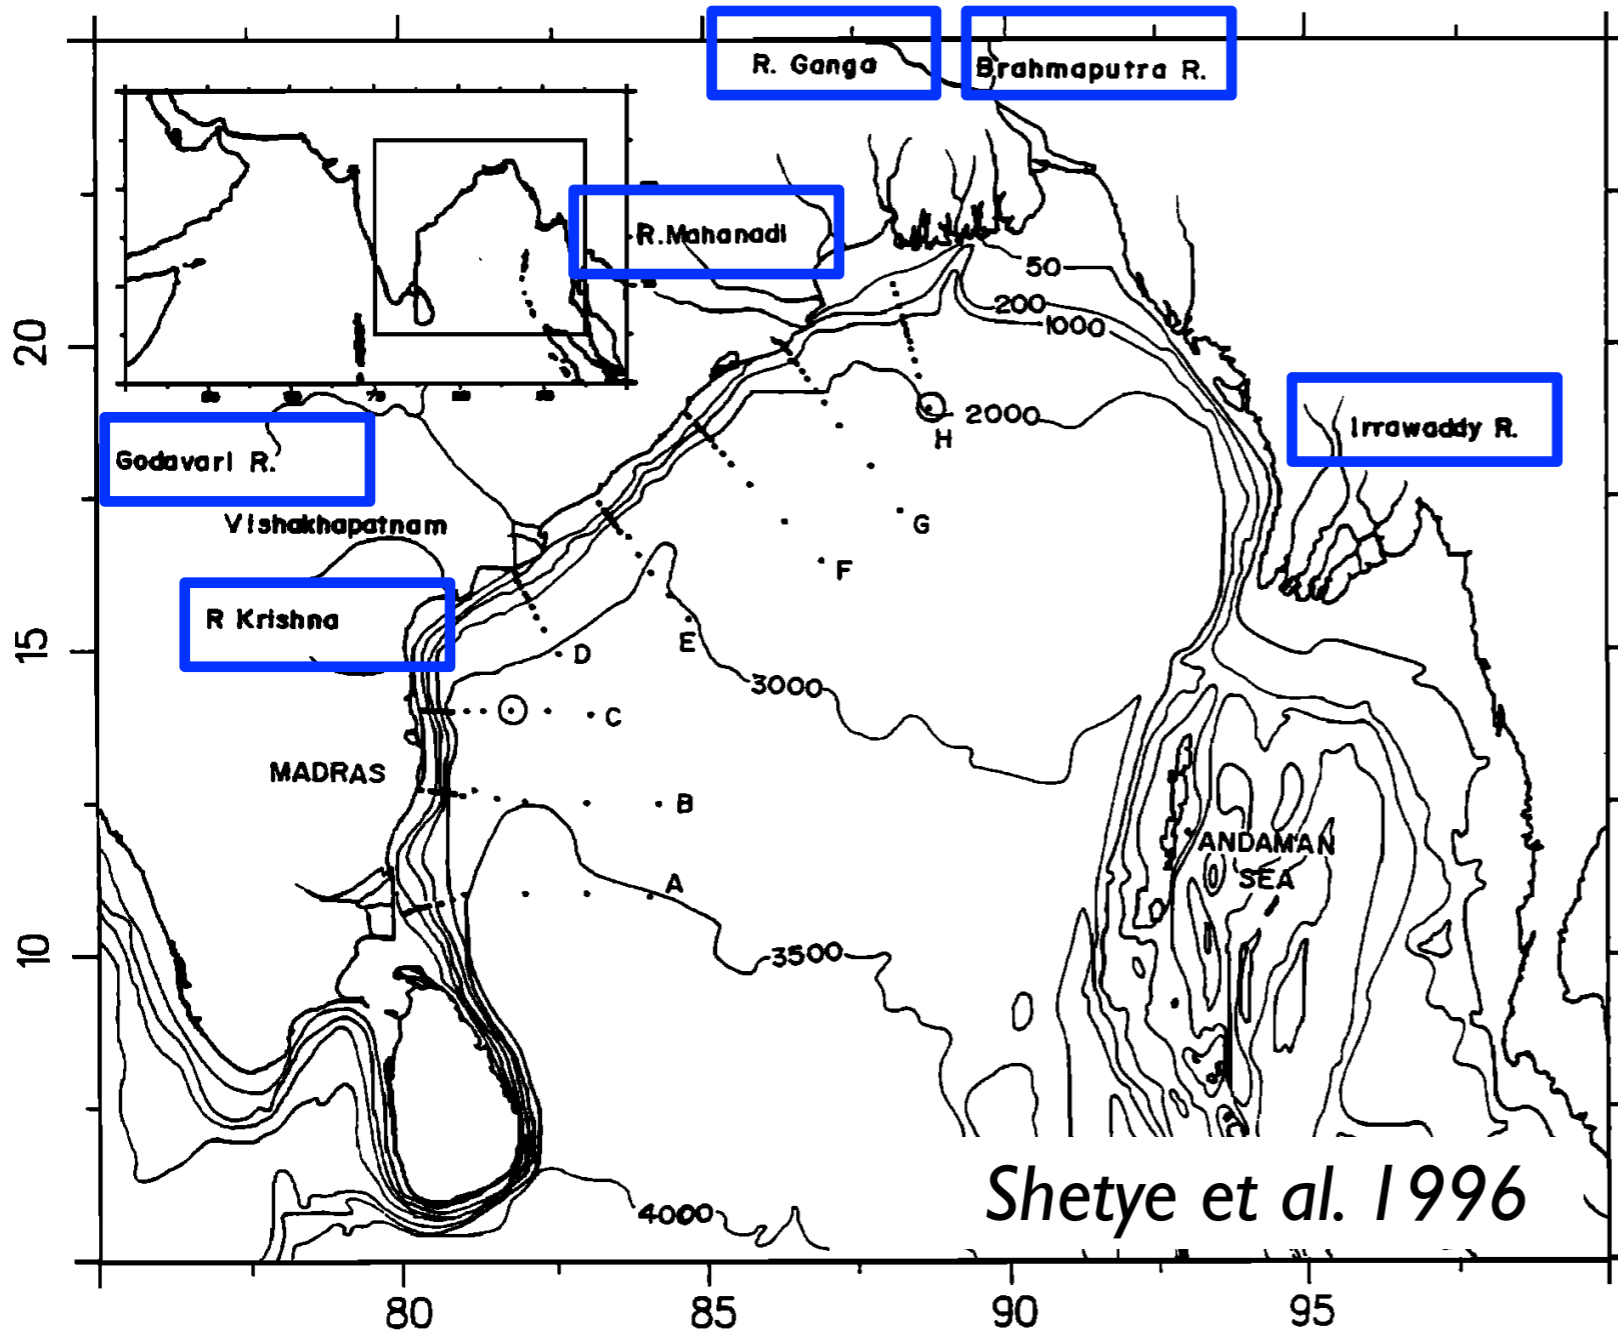 R. Ganga
Brahmaputra R.
R.Mahanadi
50
200
1000
20
2000
H
Irrawaddy R.
Godavari R.
Vishakhapatnam
G
F
R Krishna
15
E
D
3000
C
MADRAS
B
ANDAMAN
SEA
A
10
3500
Shetye et al. 1996
4000
80
85
90
95